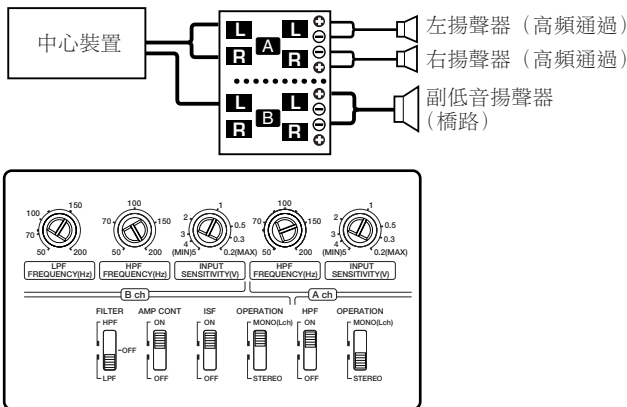 中心裝置
L
L
A
R
R
L
L
B
R
R
左揚聲器（高頻通過）
右揚聲器（高頻通過）
副低音揚聲器
（橋路）
50 70 100 150 200
LPF
FREQUENCY(Hz)
50 70 100 150 200
HPF
FREQUENCY(Hz)
(MIN)5 4 3 2 1 0.5 0.3 0.2(MAX)
INPUT
SENSITIVITY(V)
50 70 100 150 200
HPF
FREQUENCY(Hz)
(MIN)5 4 3 2 1 0.5 0.3 0.2(MAX)
INPUT
SENSITIVITY(V)
B ch
A ch
FILTER
HPF
OFF
LPF
AMP CONT
ON
OFF
ISF
ON
OFF
OPERATION
MONO(Lch)
STEREO
HPF
ON
OFF
OPERATION
MONO(Lch)
STEREO